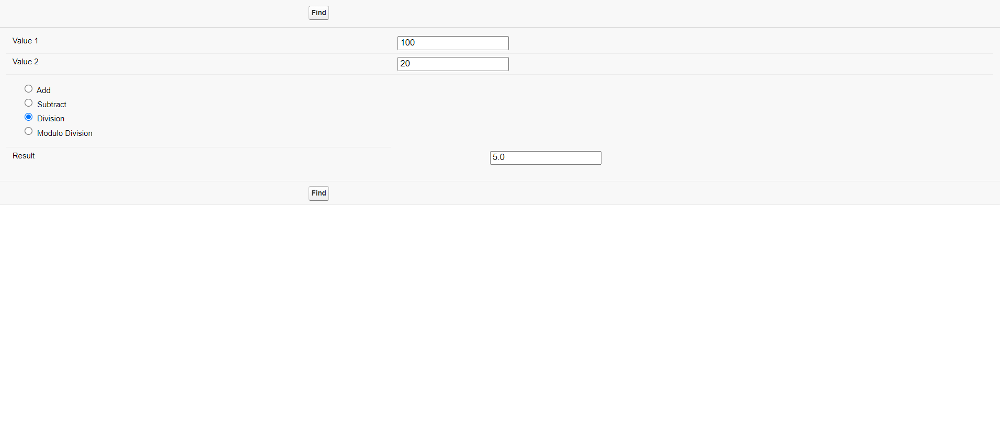 Find
Value 1 100
Value 2 20
Add
Subtract
Division
Modulo Division
Result 5.0
Find